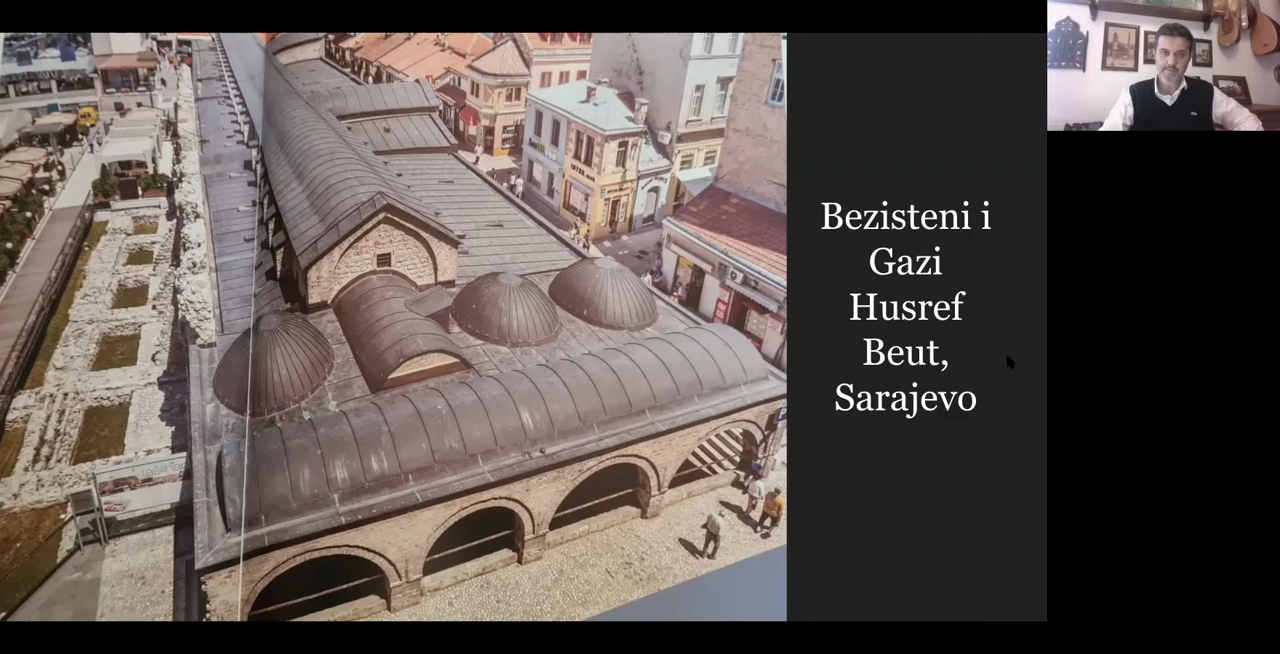 Bezisteni i
Gazi
Husref
Beut,
Sarajevo